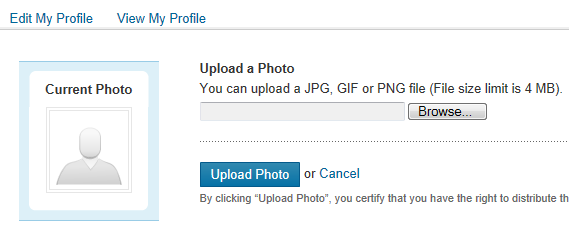 Edit My Profile View My Profile
Current Photo
Upload a Photo
You can upload a JPG, GIF or PNG file (File size limit is 4 MB).
Browse...
Upload Photo or Cancel
By clicking “Upload Photo”, you certify that you have the right to distribute